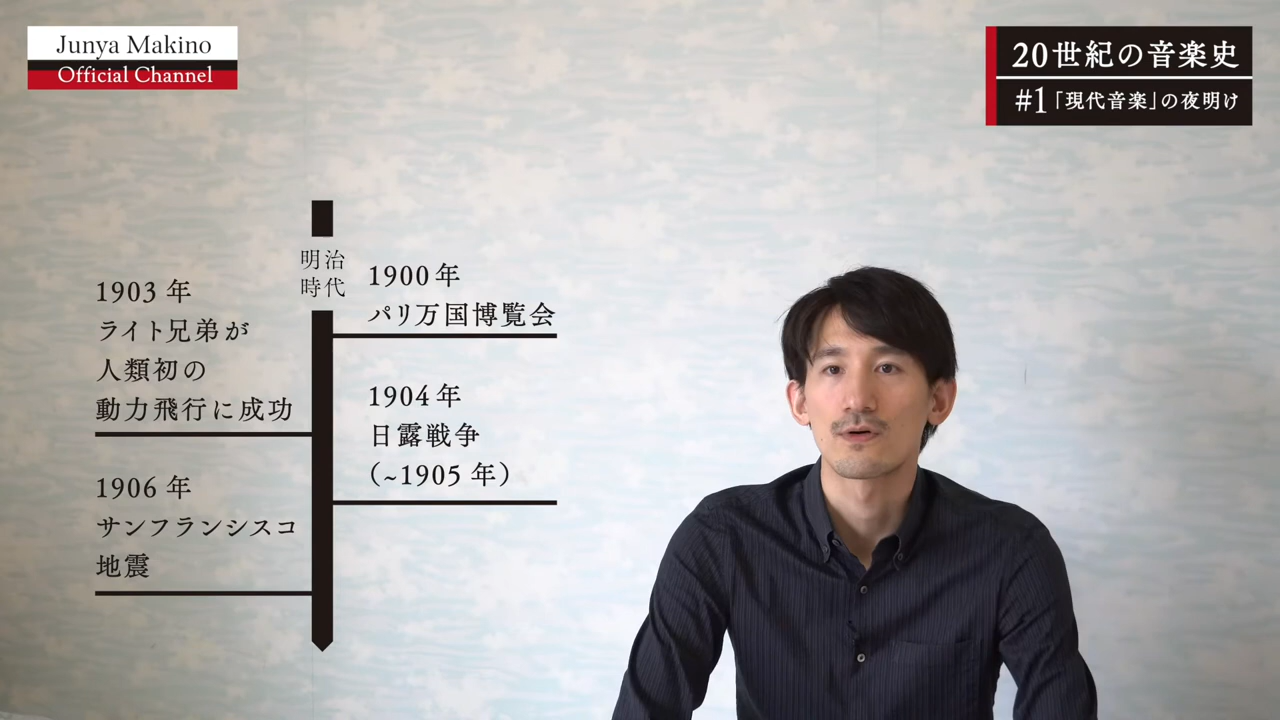 Junya Makino
Official Channel
20世紀の音楽史
#1「現代音楽」の夜明け
明治
時代
1900年
パリ万国博覧会
1903年
ライト兄弟が
人類初の
動力飛行に成功
1904年
日露戦争
（~1905年）
1906年
サンフランシスコ
地震